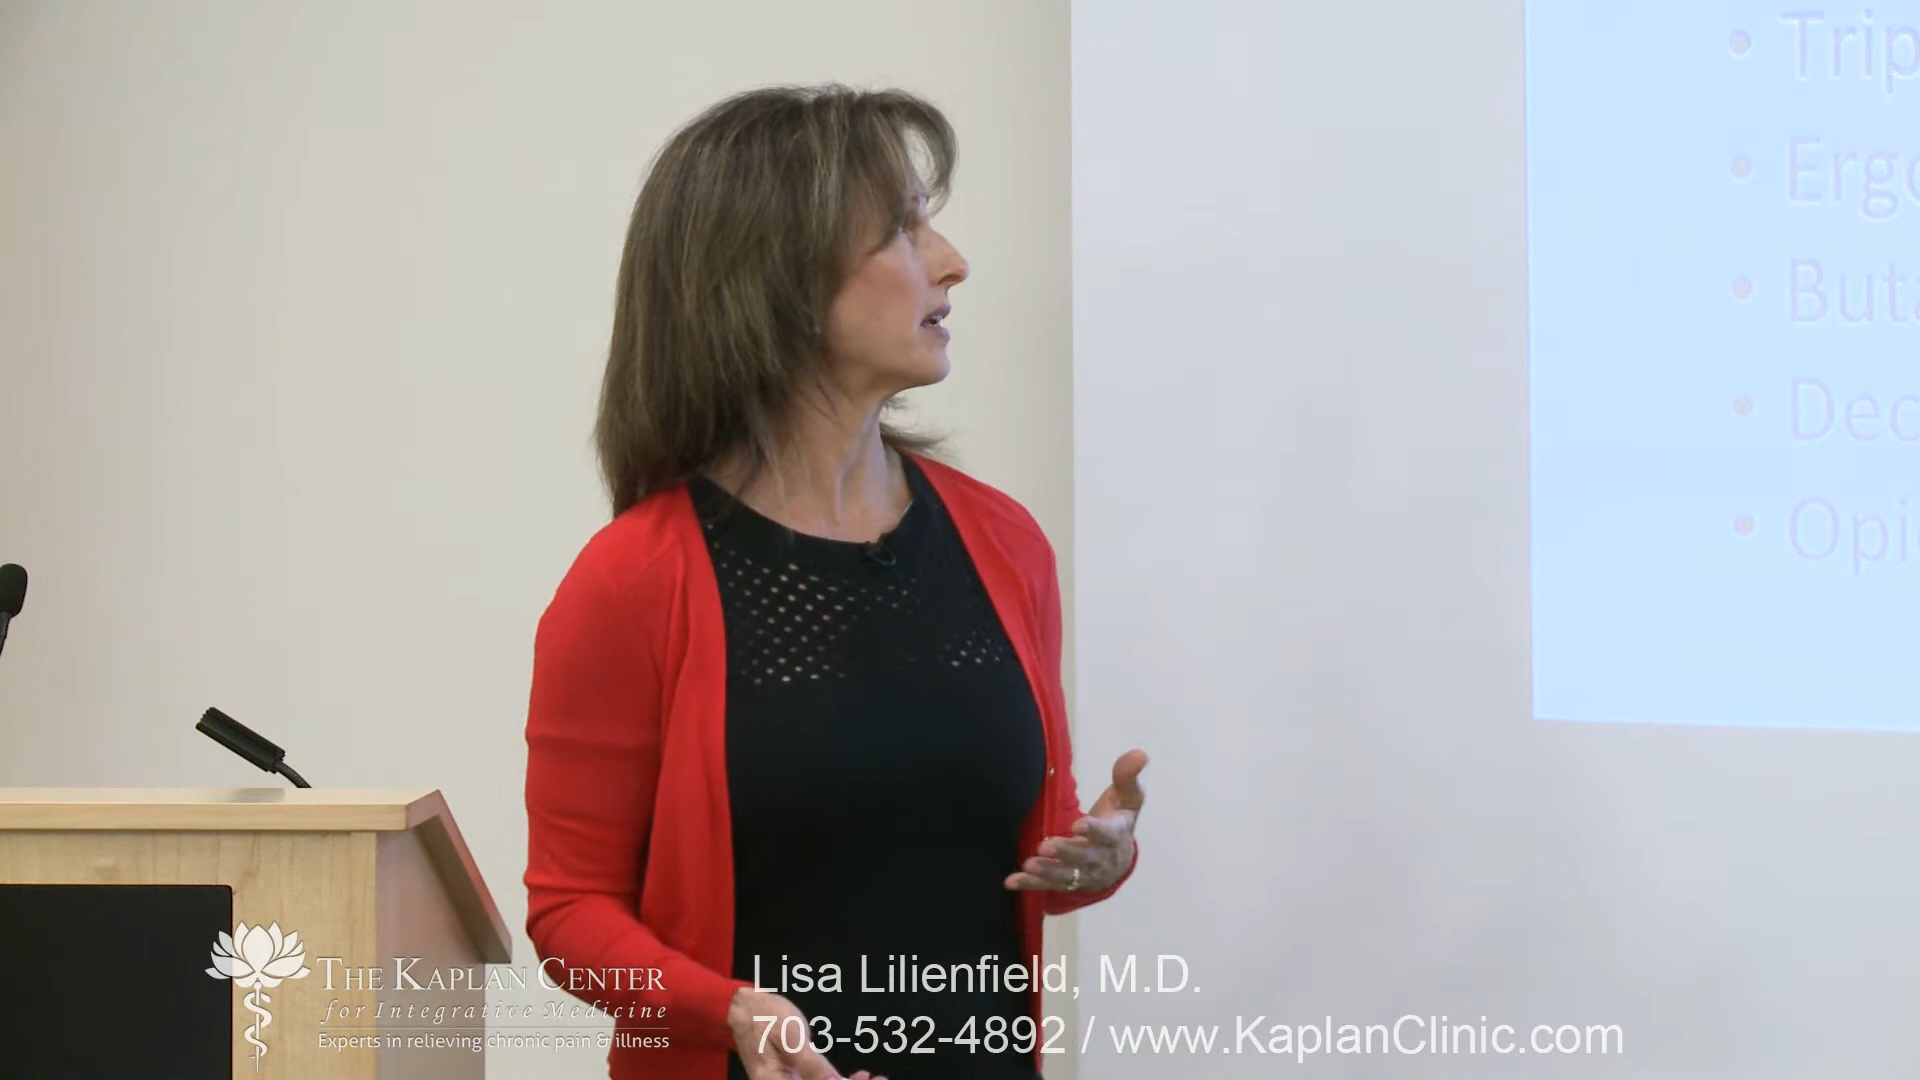 • Trip
• Ergo
• Buta
• Dec
• Opi
THE KAPLAN CENTER
for Integrative Medicine
Experts in relieving chronic pain & illness
Lisa Lilienfield, M.D.
703-532-4892 / www.KaplanClinic.com